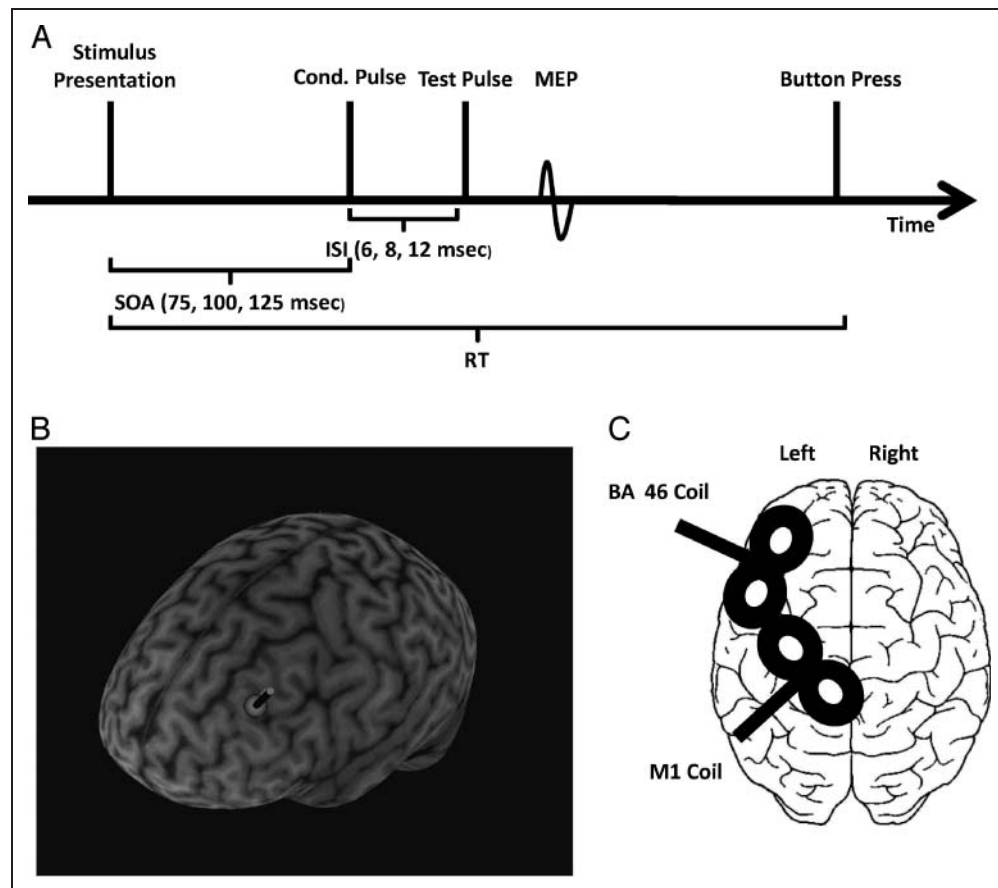 A
Stimulus
Presentation
Cond. Pulse
Test Pulse
MEP
Button Press
Time
ISI (6, 8, 12 msec)
SOA (75, 100, 125 msec)
RT
B
C
Left
Right
BA 46 Coil
M1 Coil